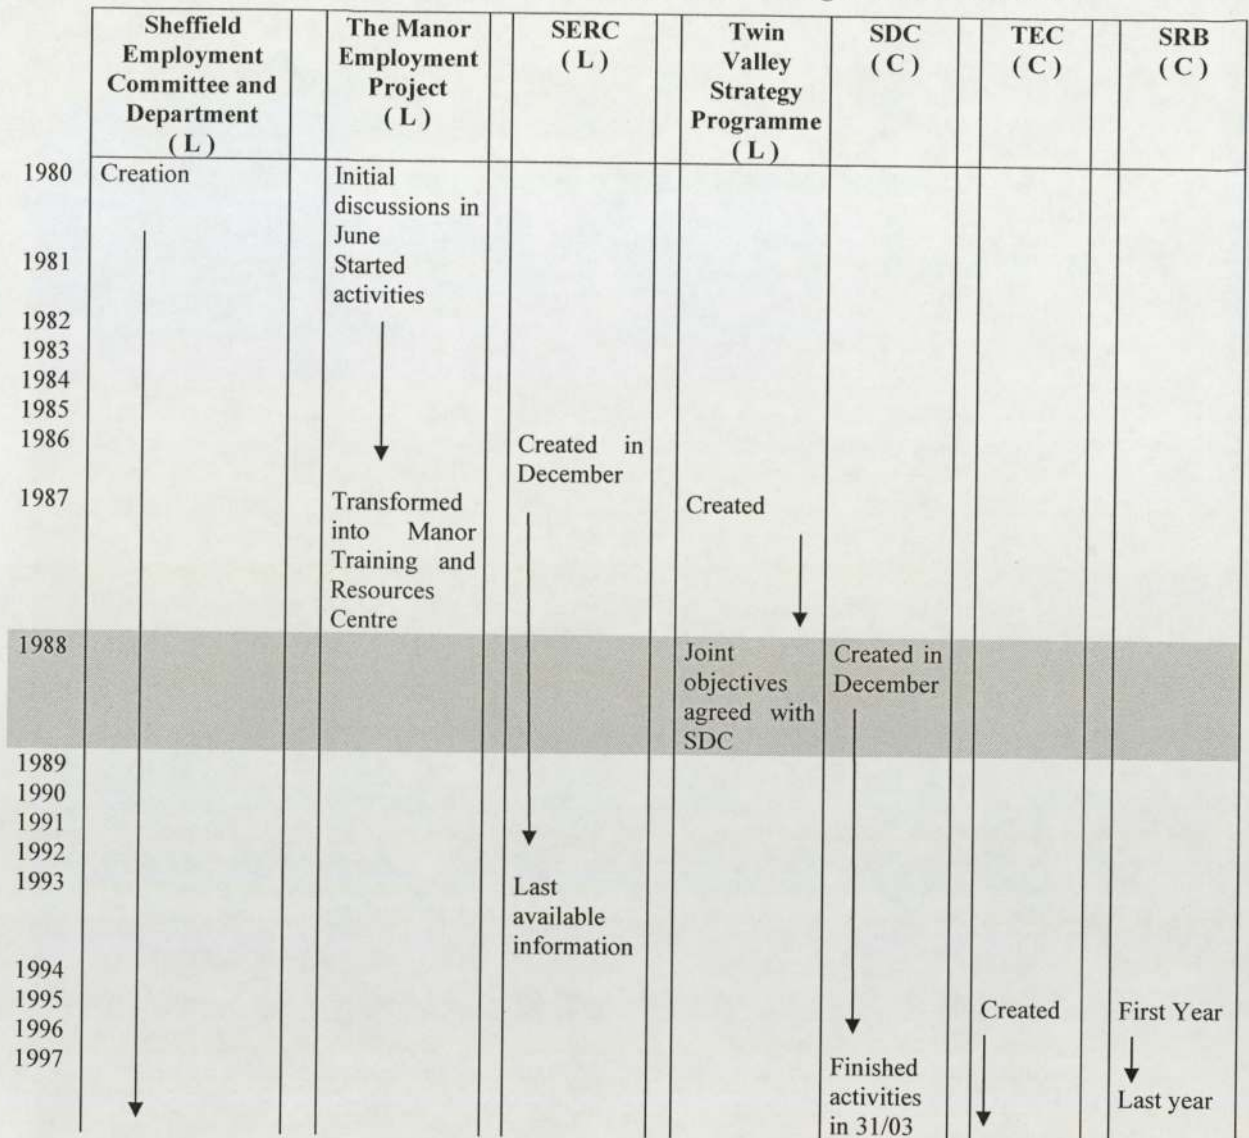 Sheffield Employment Committee and Department ( L )
The Manor Employment Project ( L )
SERC ( L )
Twin Valley Strategy Programme ( L )
SDC ( C )
TEC ( C )
SRB ( C )
1980
Creation
Initial
discussions in
June
1981
Started
activities
1982
1983
1984
1985
1986
Created in
December
1987
Transformed
into Manor
Training and
Resources
Centre
Created
1988
Joint
objectives
agreed with
SDC
Created in
December
1989
1990
1991
1992
1993
Last
available
information
1994
1995
Created
First Year
1996
1997
Finished
activities
in 31/03
Last year